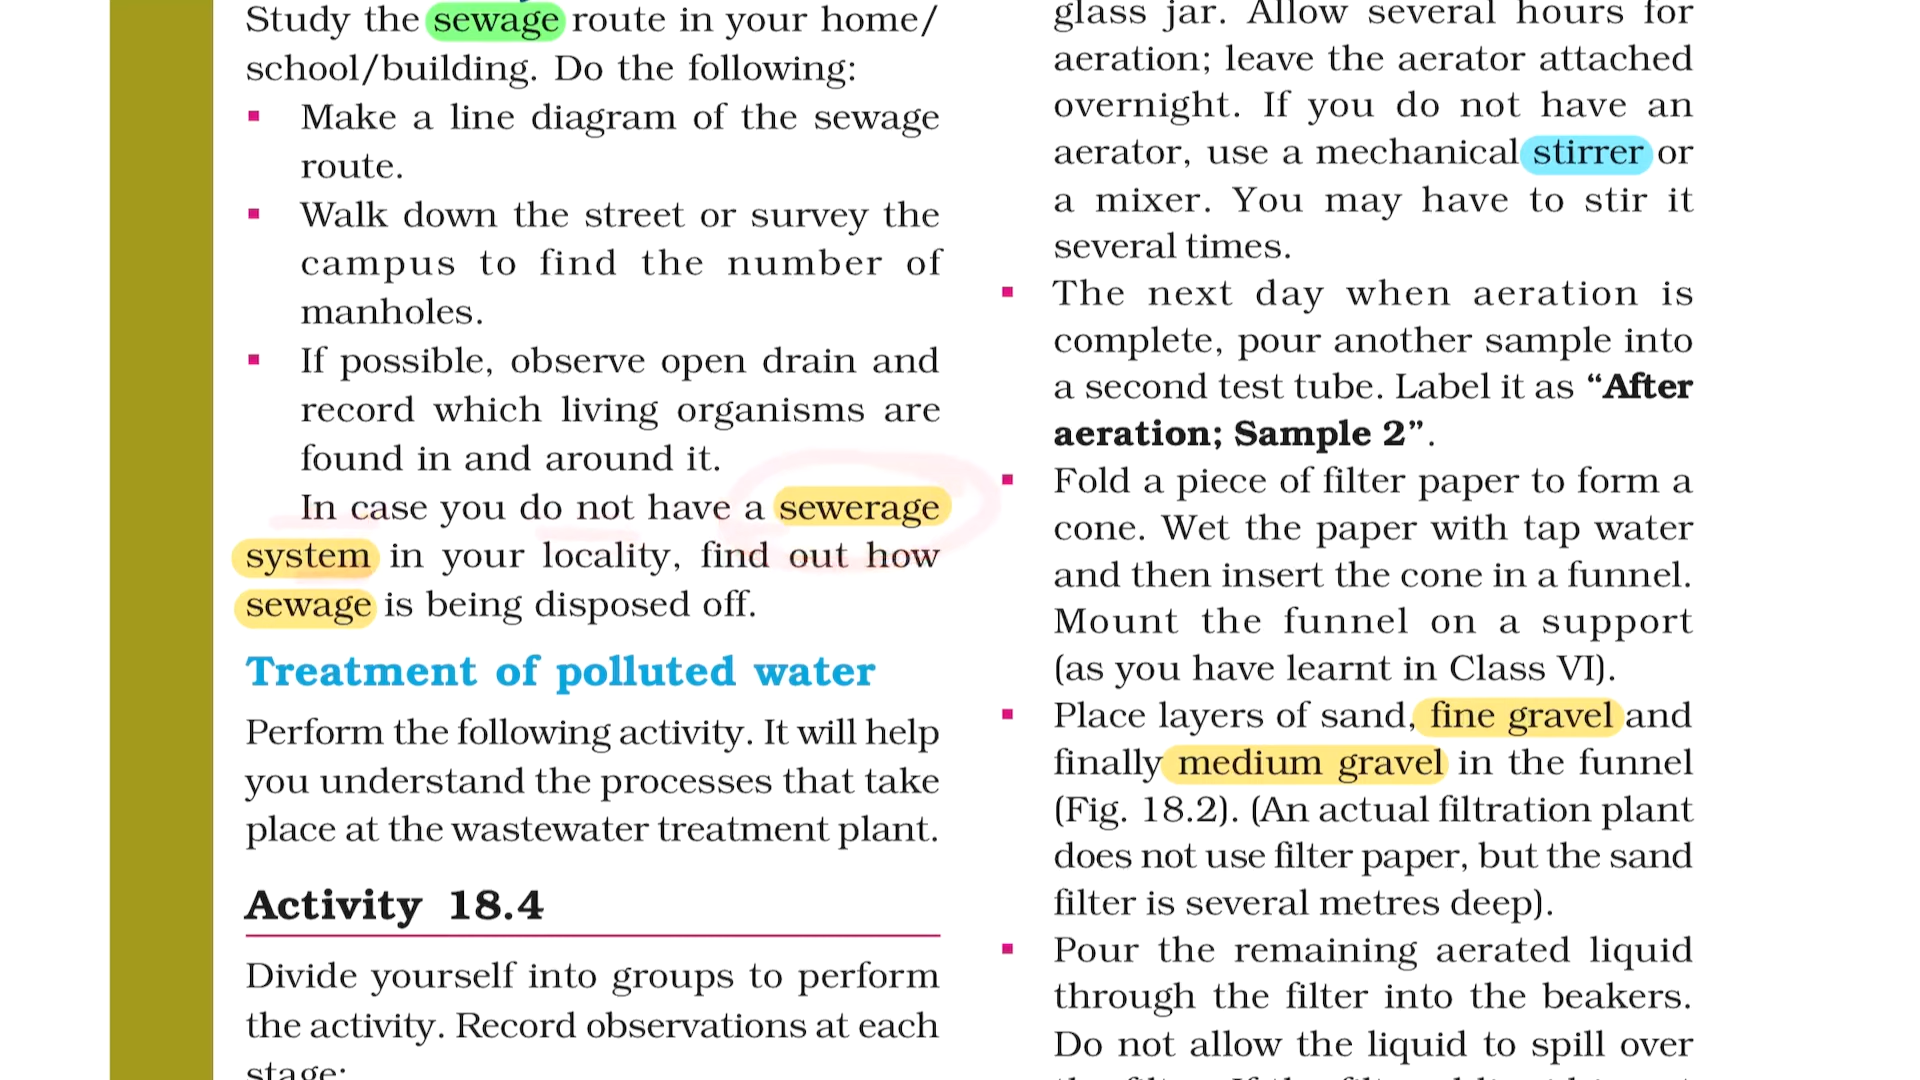 Study the sewage route in your home/
school/building. Do the following:
▪ Make a line diagram of the sewage
route.
▪ Walk down the street or survey the
campus to find the number of
manholes.
▪ If possible, observe open drain and
record which living organisms are
found in and around it.
In case you do not have a sewerage
system in your locality, find out how
sewage is being disposed off.
Treatment of polluted water
Perform the following activity. It will help
you understand the processes that take
place at the wastewater treatment plant.
Activity 18.4
Divide yourself into groups to perform
the activity. Record observations at each
stage:
glass jar. Allow several hours for
aeration; leave the aerator attached
overnight. If you do not have an
aerator, use a mechanical stirrer or
a mixer. You may have to stir it
several times.
▪ The next day when aeration is
complete, pour another sample into
a second test tube. Label it as “After
aeration; Sample 2”.
▪ Fold a piece of filter paper to form a
cone. Wet the paper with tap water
and then insert the cone in a funnel.
Mount the funnel on a support
(as you have learnt in Class VI).
▪ Place layers of sand, fine gravel and
finally medium gravel in the funnel
(Fig. 18.2). (An actual filtration plant
does not use filter paper, but the sand
filter is several metres deep).
▪ Pour the remaining aerated liquid
through the filter into the beakers.
Do not allow the liquid to spill over